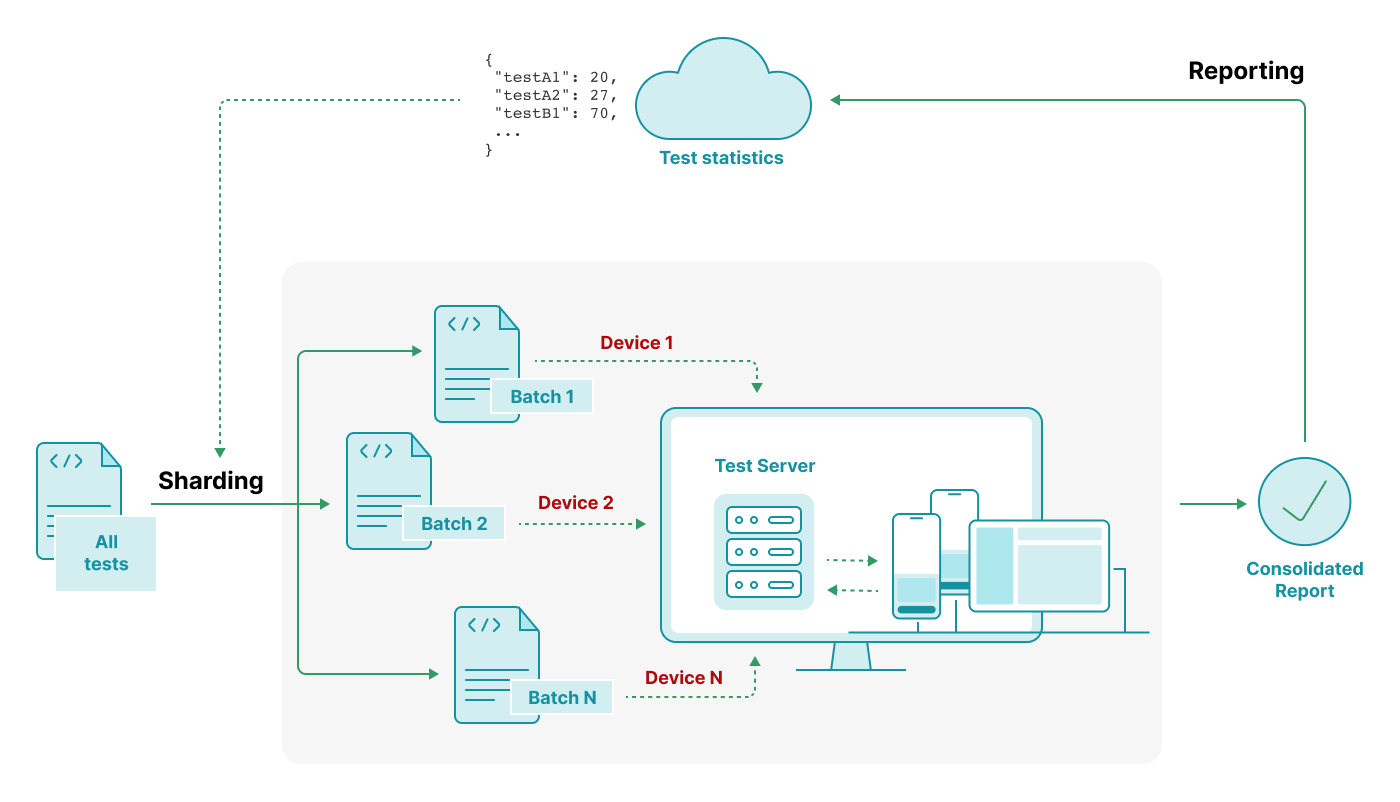 {
"testA1": 20,
"testA2": 27,
"testB1": 70,
...
}
Test statistics
Reporting
</>
Device 1
Batch 1
</>
</>
Sharding
Test Server
Device 2
Batch 2
All
tests
Consolidated
Report
</>
Device N
Batch N